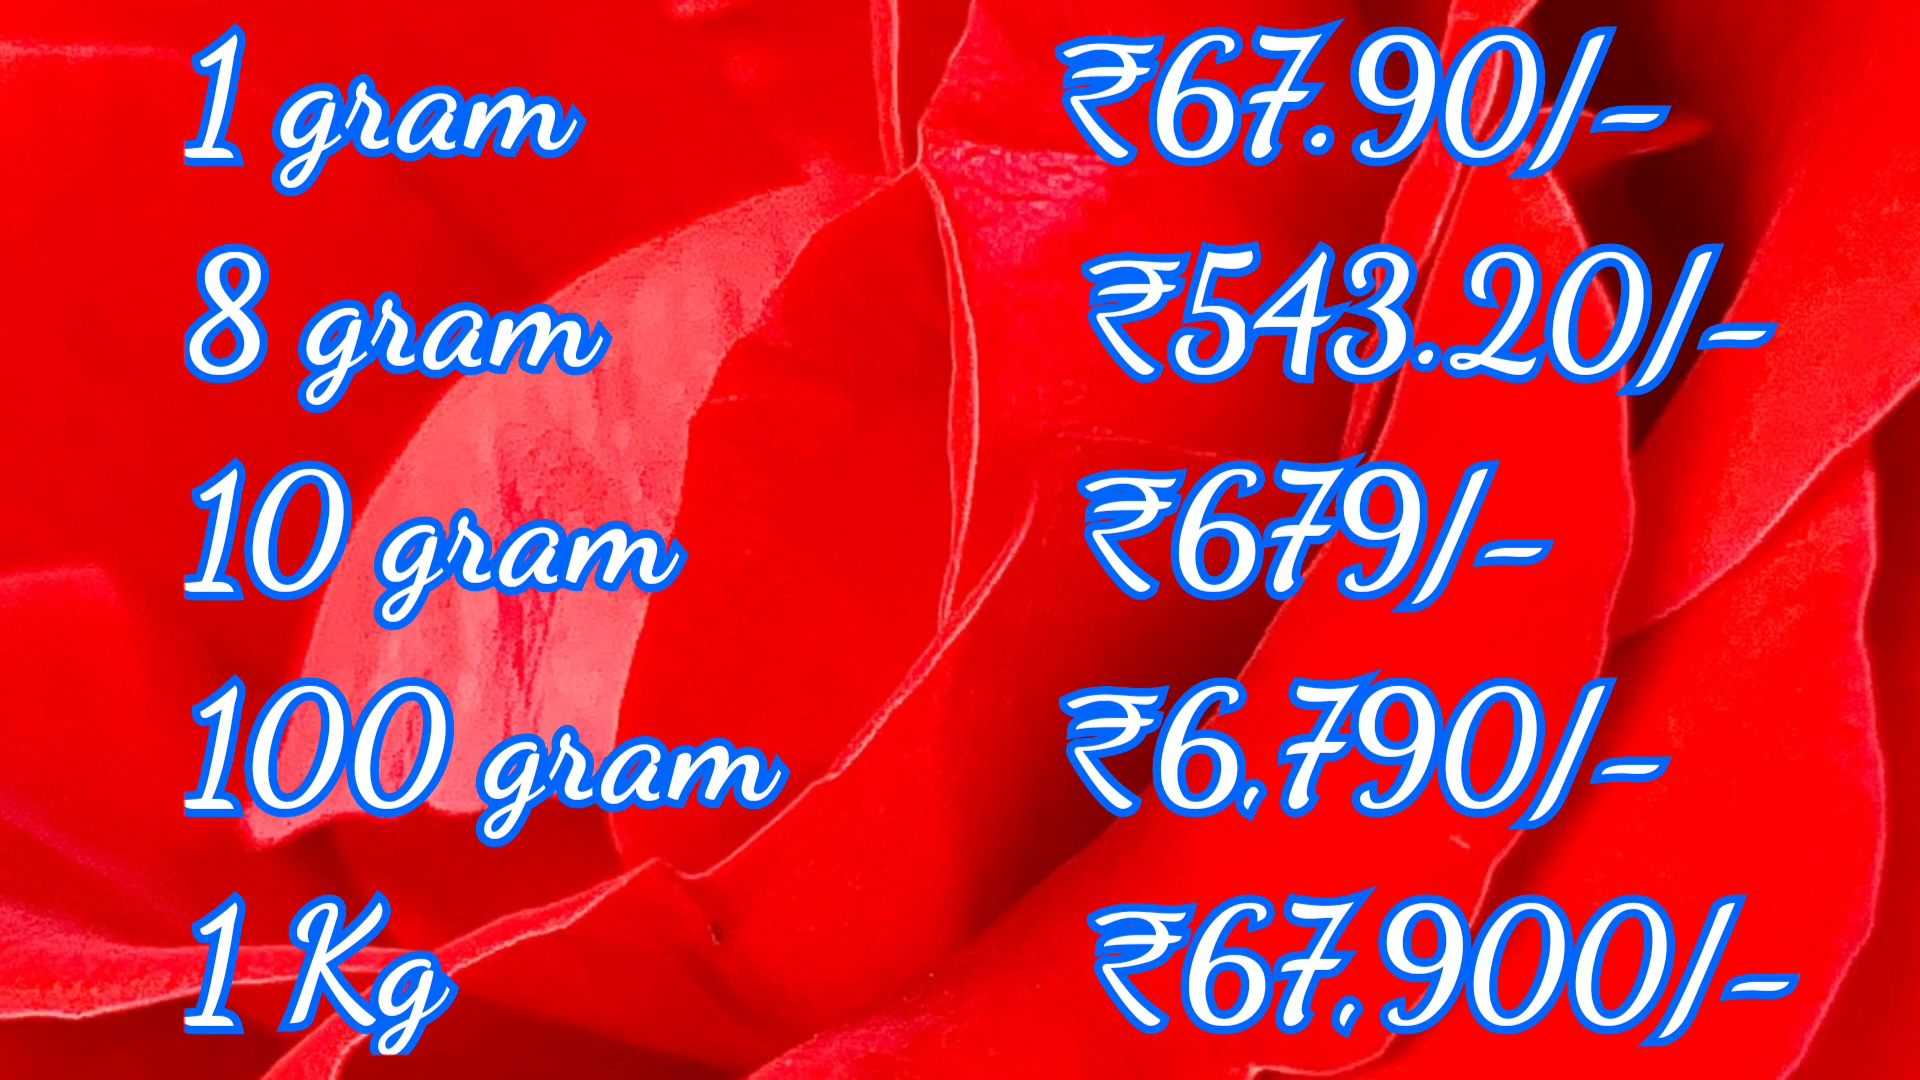 1 gram ₹67.90/-
8 gram ₹543.20/-
10 gram ₹679/-
100 gram ₹6,790/-
1 Kg ₹67,900/-